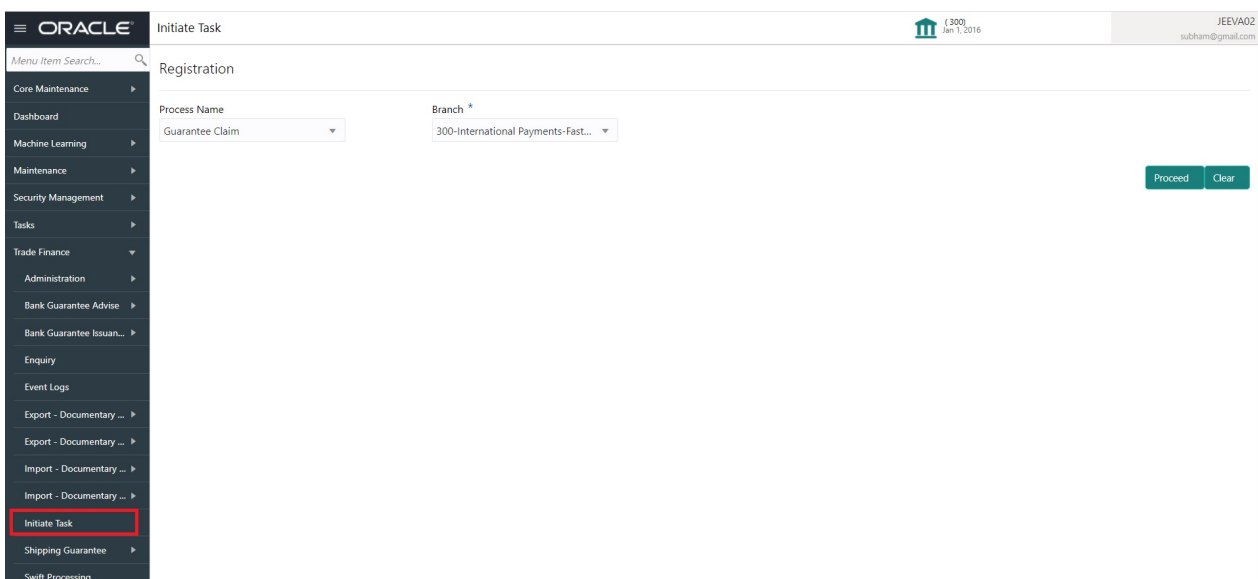 ORACLE
Initiate Task
( 300)
Jan 1, 2016
JEEVA02
subham@gmail.com
Menu Item Search...
Core Maintenance
Dashboard
Machine Learning
Maintenance
Security Management
Tasks
Trade Finance
Administration
Bank Guarantee Advise
Bank Guarantee Issuan...
Enquiry
Event Logs
Export - Documentary ...
Export - Documentary ...
Import - Documentary ...
Import - Documentary ...
Initiate Task
Shipping Guarantee
Swift Processing
Registration
Process Name
Guarantee Claim
Branch *
300-International Payments-Fast...
Proceed
Clear